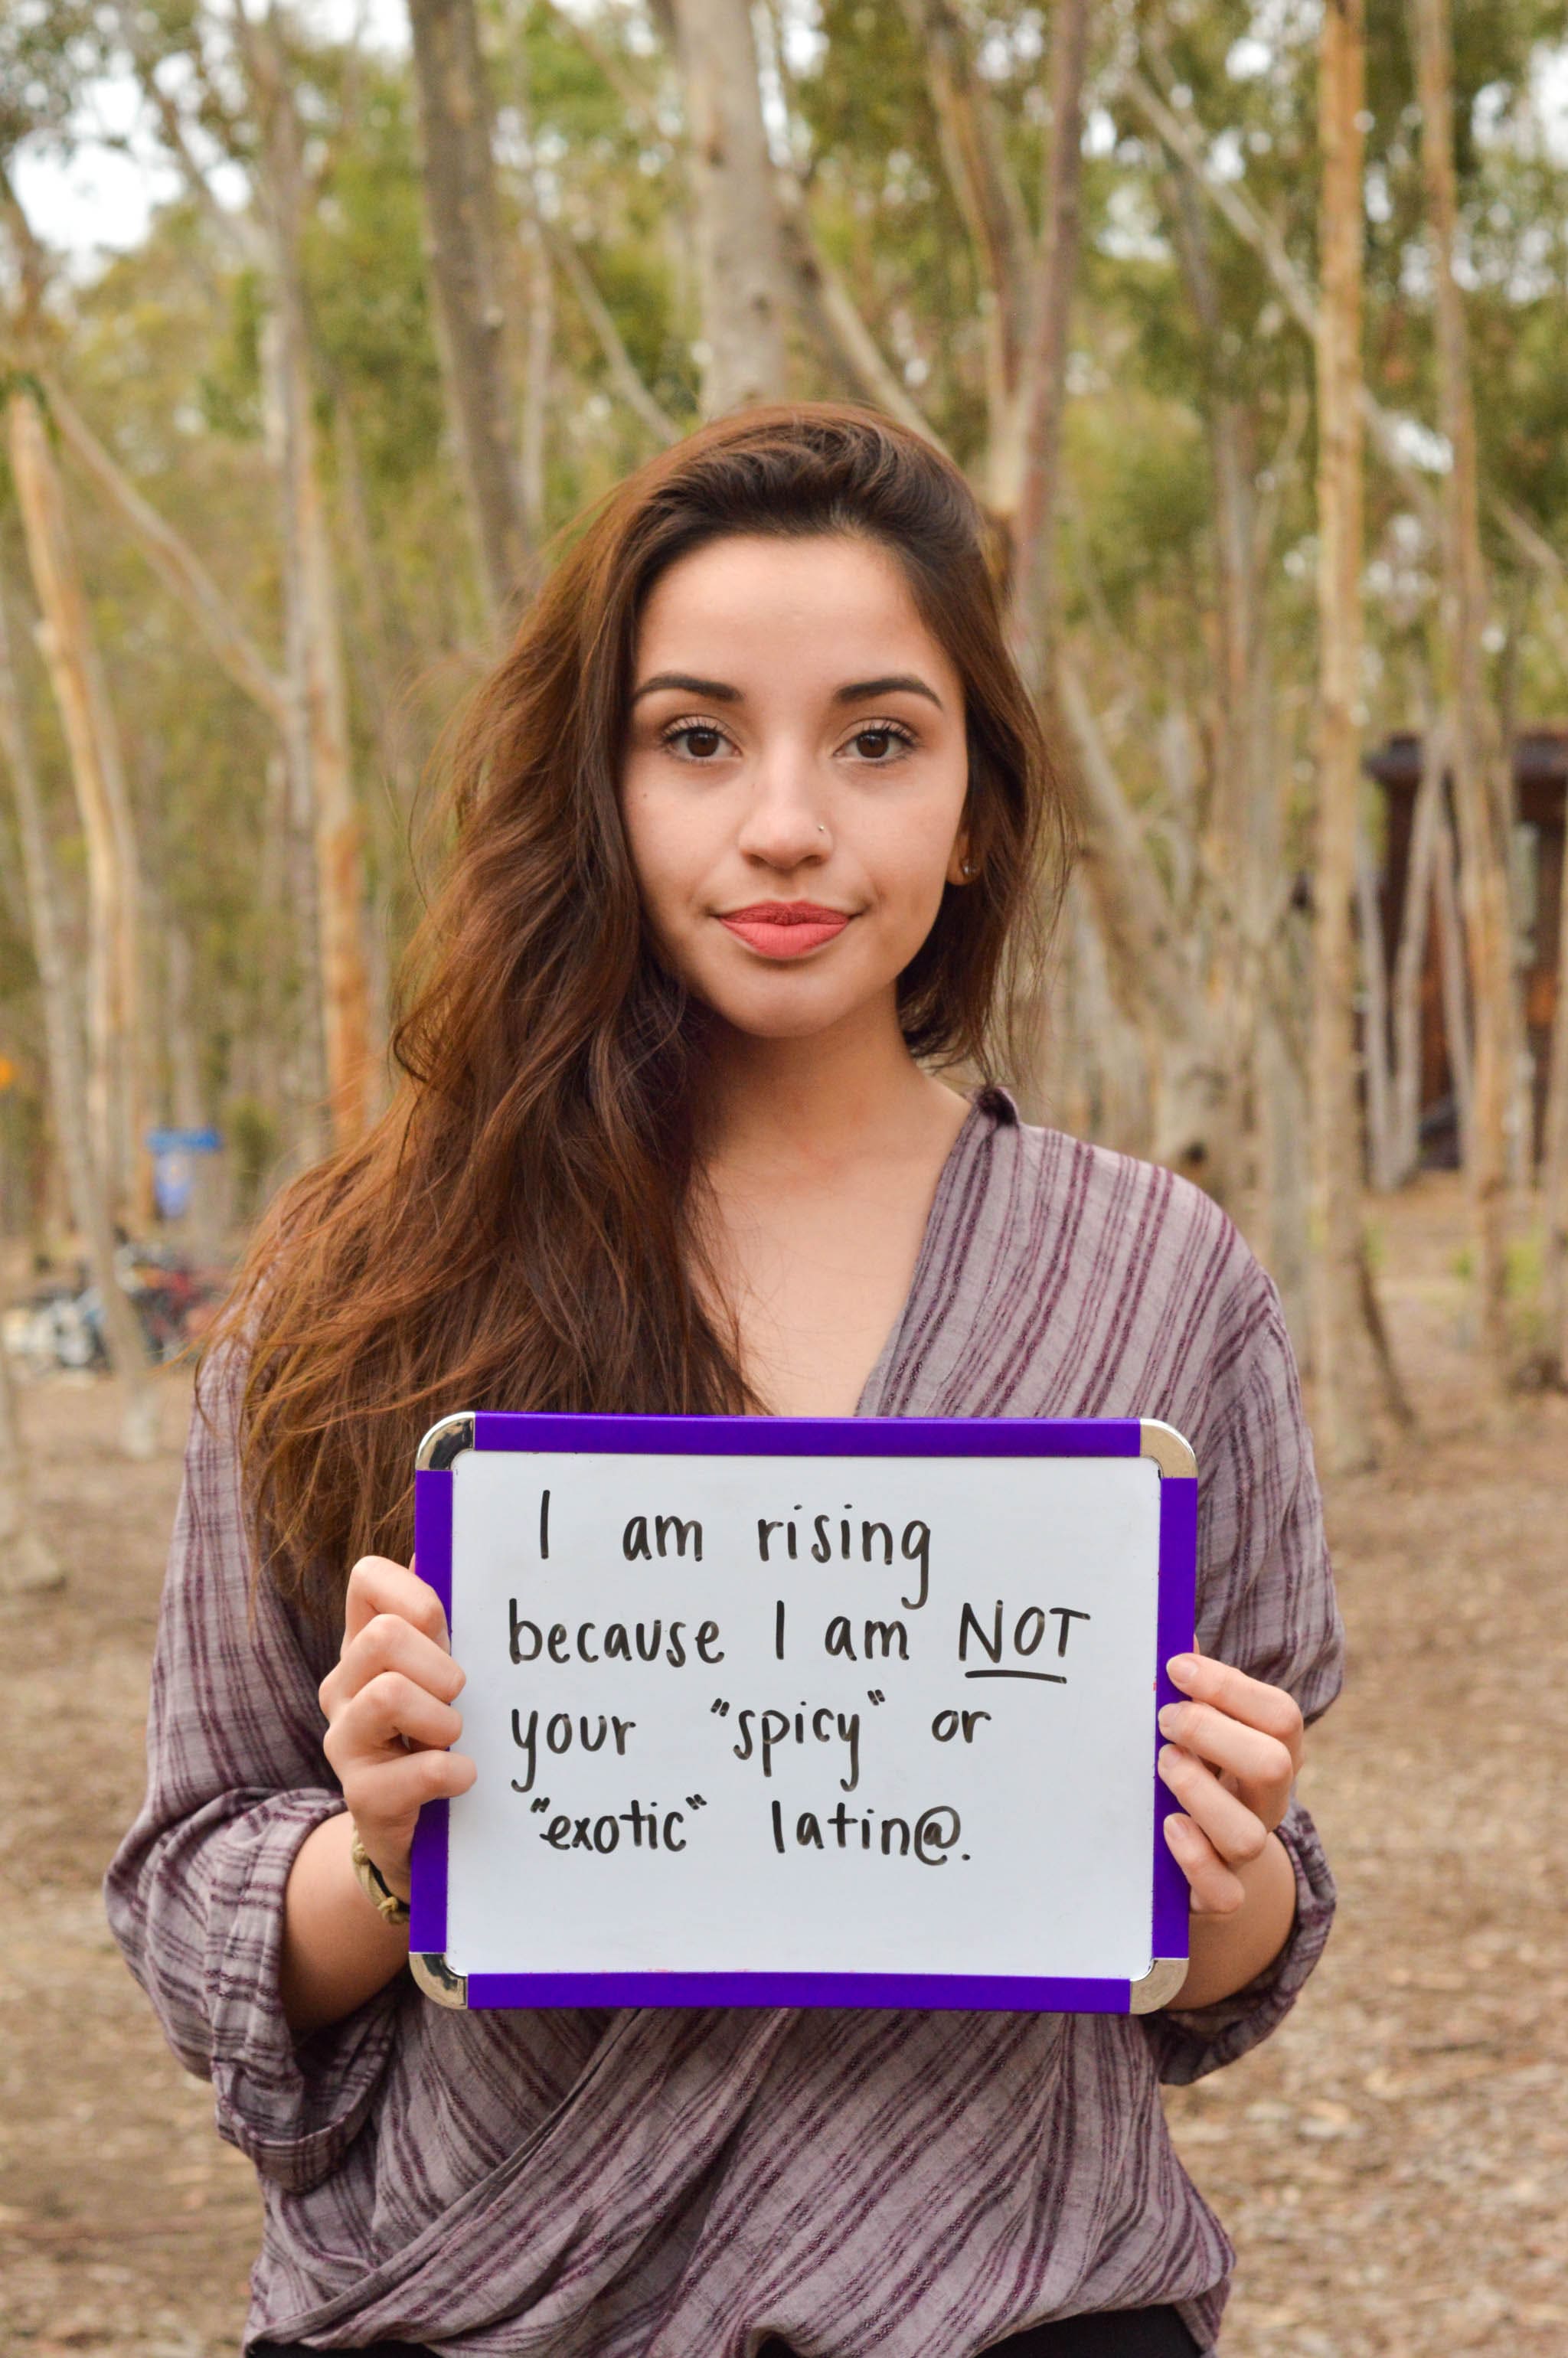 I am rising
because I am NOT
your "spicy" or
"exotic" latin@.